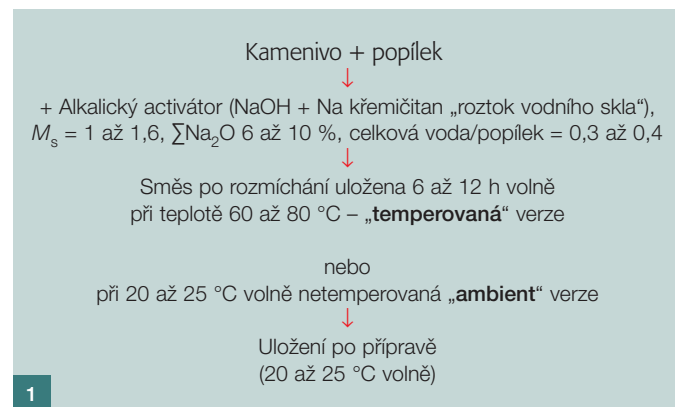 Kamenivo + popílek
↓
+ Alkalický activátor (NaOH + Na křemičitan „roztok vodního skla“),
Ms = 1 až 1,6, ∑Na2O 6 až 10 %, celková voda/popílek = 0,3 až 0,4
↓
Směs po rozmíchání uložena 6 až 12 h volně
při teplotě 60 až 80 °C – „temperovaná“ verze
nebo
při 20 až 25 °C volně netemperovaná „ambient“ verze
↓
Uložení po přípravě
(20 až 25 °C volně)
1